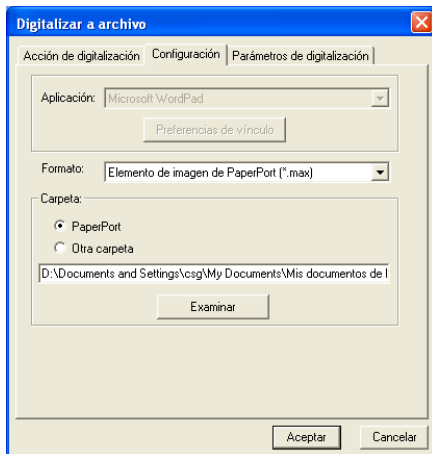 Digitalizar a archivo
Acción de digitalización Configuración Parámetros de digitalización
Aplicación: Microsoft WordPad
Preferencias de vínculo
Formato: Elemento de imagen de PaperPort (*.max)
Carpeta:
PaperPort
Otra carpeta
D:\Documents and Settings\csg\My Documents\Mis documentos de
Examinar
Aceptar Cancelar